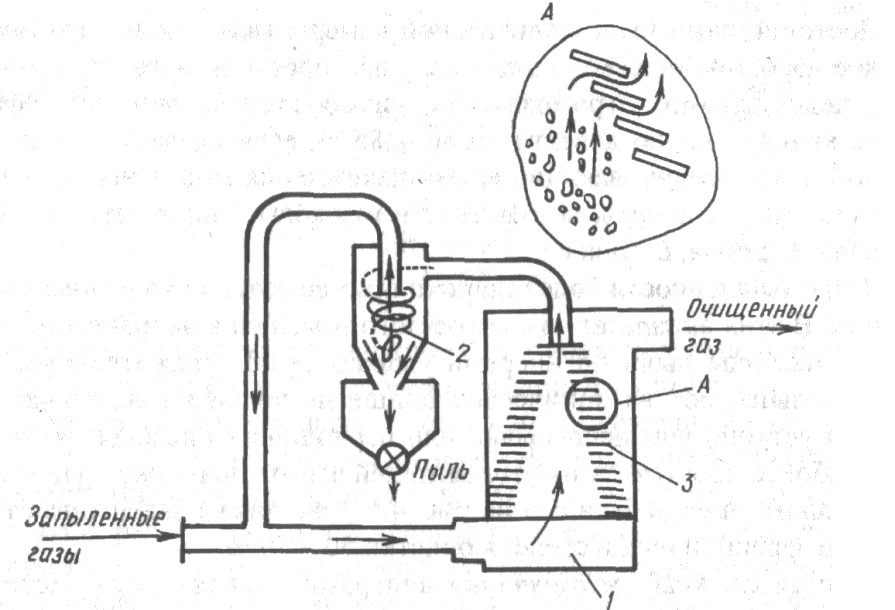 А
Очищенный
газ
2
А
3
Пыль
Запыленные
газы
1